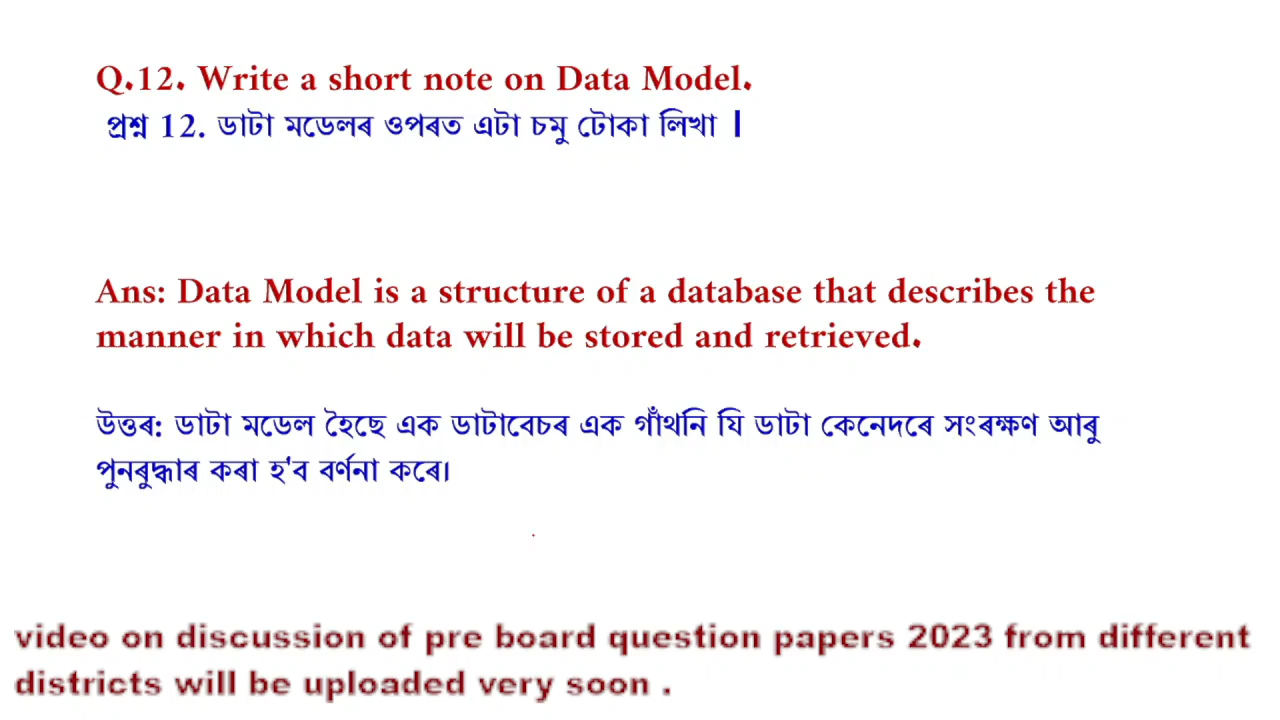 Q.12. Write a short note on Data Model.
প্ৰশ্ন 12. ডাটা মডেলৰ ওপৰত এটা চমু টোকা লিখা |
Ans: Data Model is a structure of a database that describes the
manner in which data will be stored and retrieved.
উত্তৰ: ডাটা মডেল হৈছে এক ডাটাবেচৰ এক গাঁথনি যি ডাটা কেনেদৰে সংৰক্ষণ আৰু
পুনৰুদ্ধাৰ কৰা হ'ব বৰ্ণনা কৰে।
video on discussion of pre board question papers 2023 from different
districts will be uploaded very soon .